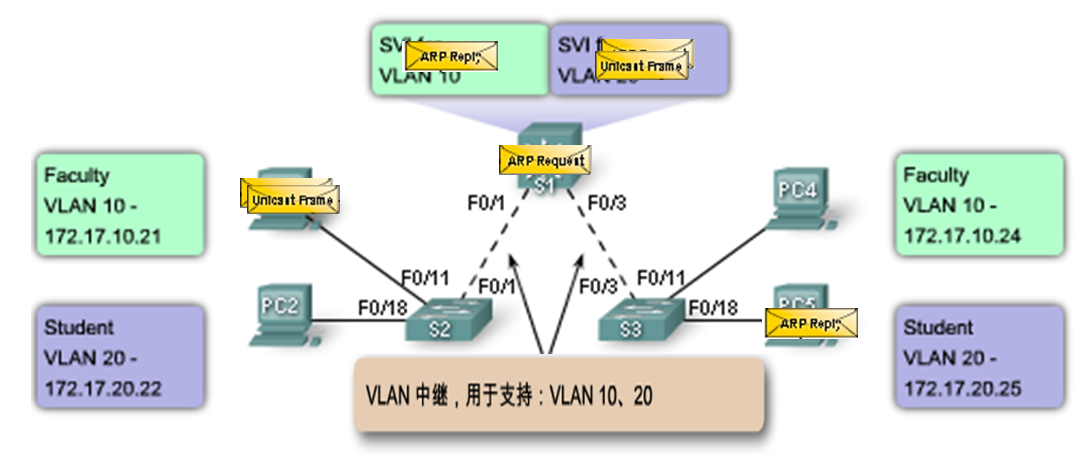 SVI
VLAN 10
ARP Reply
SVI f
VLAN
Unicast Frame
ARP Request
S1
Faculty
VLAN 10 -
172.17.10.21
Unicast Frame
F0/1
F0/3
PC4
Faculty
VLAN 10 -
172.17.10.24
F0/11
F0/1
F0/3
F0/11
Student
VLAN 20 -
172.17.20.22
PC2
F0/18
S2
S3
F0/18
PC5
ARP Reply
Student
VLAN 20 -
172.17.20.25
VLAN 中继，用于支持：VLAN 10、20